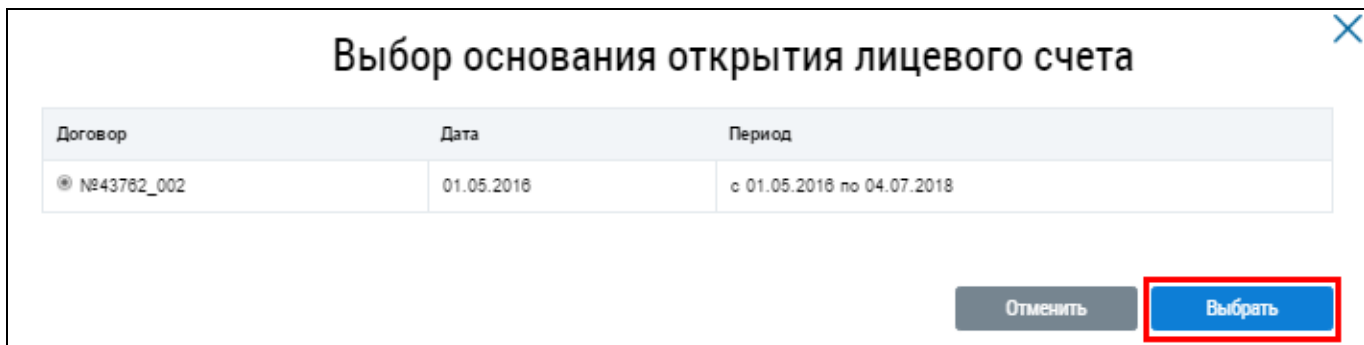 Выбор основания открытия лицевого счета
Договор Дата Период
№43762_002 01.05.2016 с 01.05.2016 по 04.07.2018
Отменить Выбрать